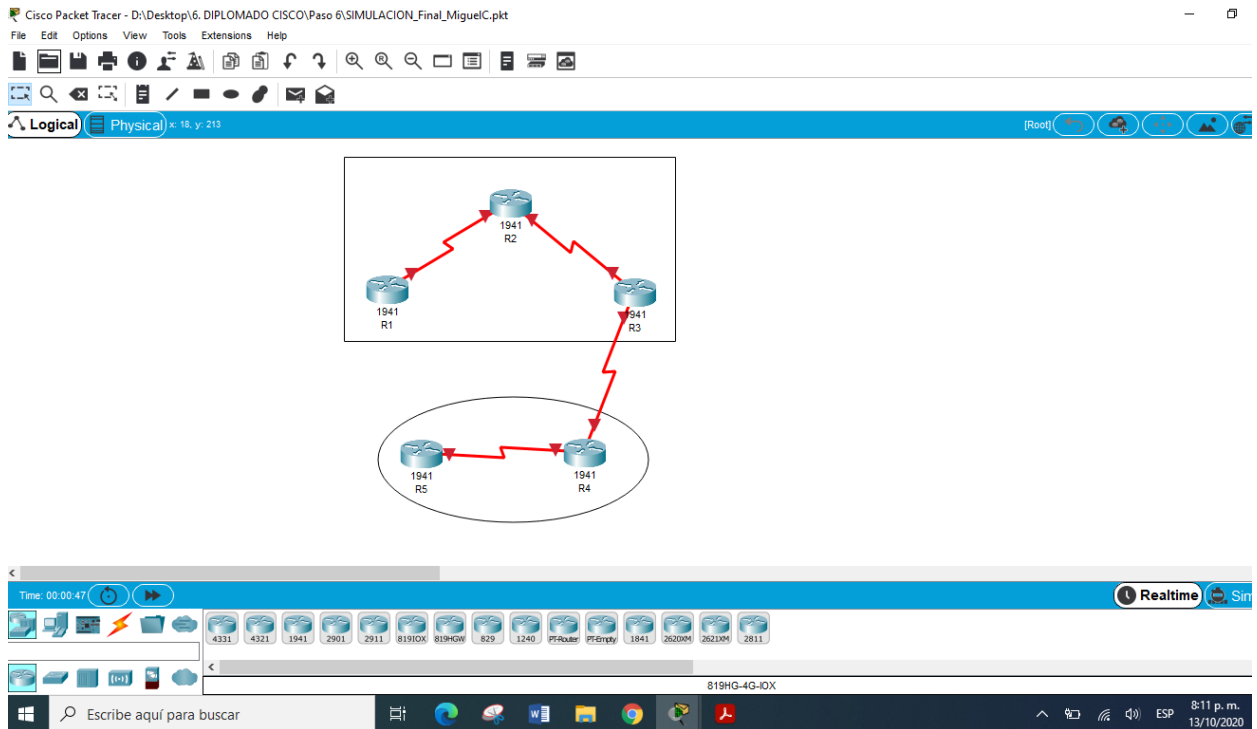 Cisco Packet Tracer - D:\Desktop\6. DIPLOMADO CISCO\Paso 6\SIMULACION_Final_MiguelC.pkt
File Edit Options View Tools Extensions Help
Logical Physical x: 18, y: 213 [Root]
1941
R2
1941
R1
1941
R3
1941
R5
1941
R4
Time: 00:00:47 Realtime Sim
4331 4321 1941 2901 2911 819IOX 819HGW 829 1240 PT-Router PT-Empty 1841 2620XM 2621XM 2811
819HG-4G-IOX
Escribe aquí para buscar ESP 8:11 p. m.
13/10/2020